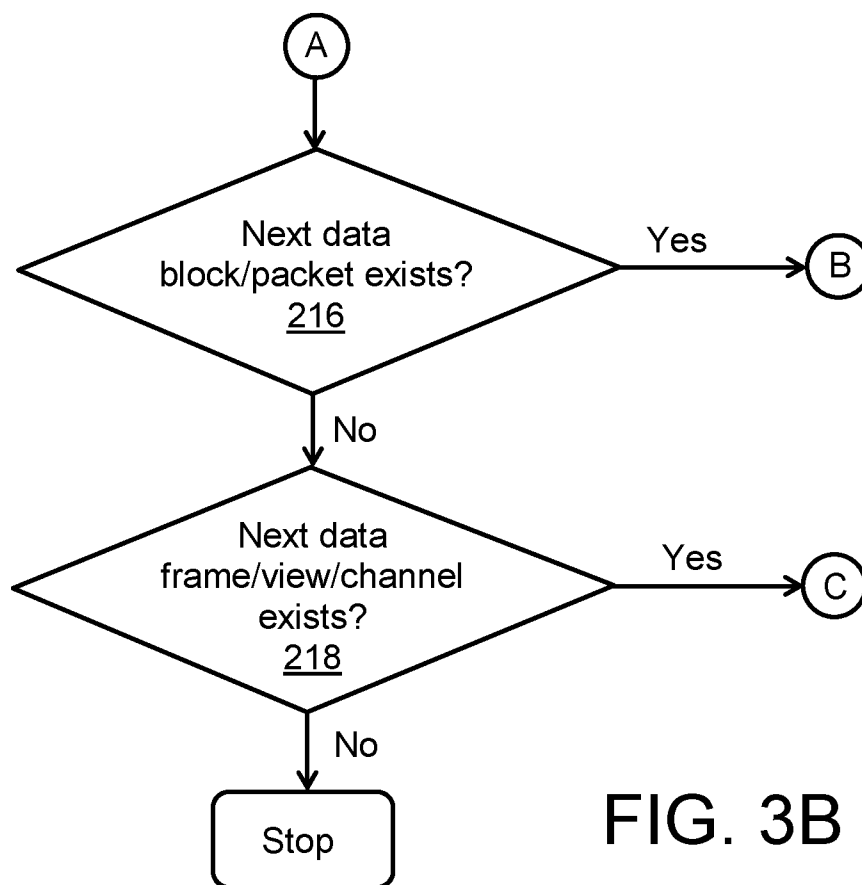 A
Next data
block/packet exists?
216
Yes
B
No
Next data
frame/view/channel
exists?
218
Yes
C
No
Stop
FIG. 3B